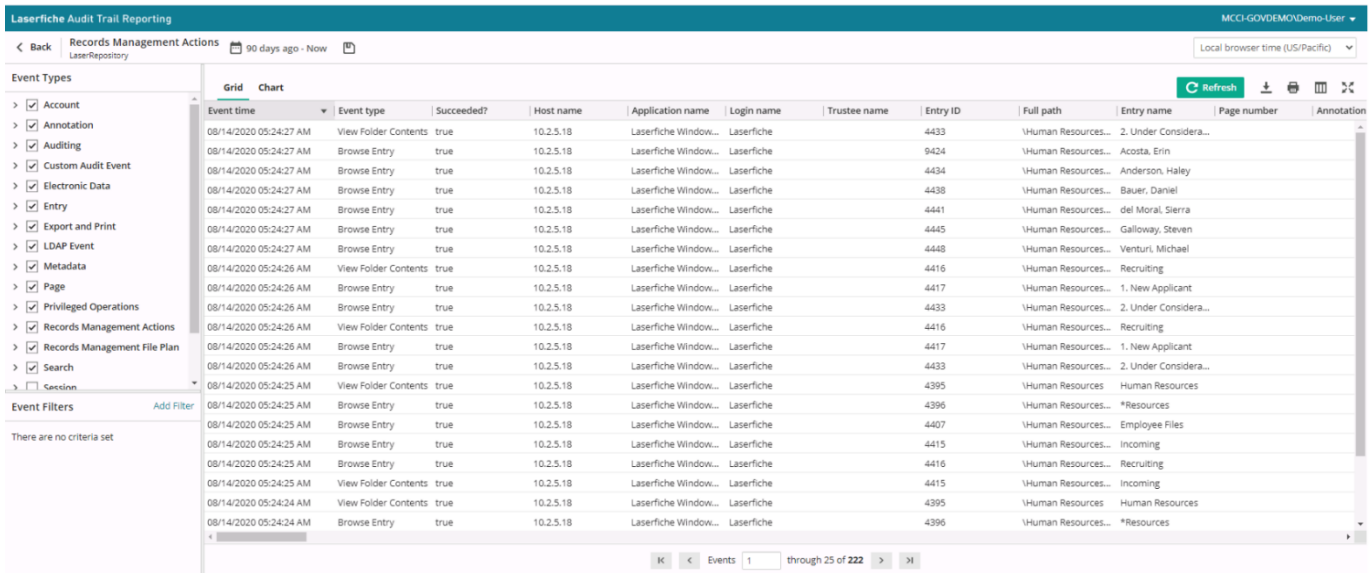 Laserfiche Audit Trail Reporting MCCI-GOVDEMO\Demo-User
Back Records Management Actions 90 days ago - Now Local browser time (US/Pacific)
LaserRepository
Event Types
Account
Annotation
Auditing
Custom Audit Event
Electronic Data
Entry
Export and Print
LDAP Event
Metadata
Page
Privileged Operations
Records Management Actions
Records Management File Plan
Search
Session
Event Filters Add Filter
There are no criteria set
Grid Chart Refresh
Event time Event type Succeeded? Host name Application name Login name Trustee name Entry ID Full path Entry name Page number Annotation
08/14/2020 05:24:27 AM View Folder Contents true 10.2.5.18 Laserfiche Window... Laserfiche 4433 \Human Resources... 2. Under Considera...
08/14/2020 05:24:27 AM Browse Entry true 10.2.5.18 Laserfiche Window... Laserfiche 9424 \Human Resources... Acosta, Erin
08/14/2020 05:24:27 AM Browse Entry true 10.2.5.18 Laserfiche Window... Laserfiche 4434 \Human Resources... Anderson, Haley
08/14/2020 05:24:27 AM Browse Entry true 10.2.5.18 Laserfiche Window... Laserfiche 4438 \Human Resources... Bauer, Daniel
08/14/2020 05:24:27 AM Browse Entry true 10.2.5.18 Laserfiche Window... Laserfiche 4441 \Human Resources... del Moral, Sierra
08/14/2020 05:24:27 AM Browse Entry true 10.2.5.18 Laserfiche Window... Laserfiche 4445 \Human Resources... Galloway, Steven
08/14/2020 05:24:27 AM Browse Entry true 10.2.5.18 Laserfiche Window... Laserfiche 4448 \Human Resources... Venturi, Michael
08/14/2020 05:24:26 AM View Folder Contents true 10.2.5.18 Laserfiche Window... Laserfiche 4416 \Human Resources... Recruiting
08/14/2020 05:24:26 AM Browse Entry true 10.2.5.18 Laserfiche Window... Laserfiche 4417 \Human Resources... 1. New Applicant
08/14/2020 05:24:26 AM Browse Entry true 10.2.5.18 Laserfiche Window... Laserfiche 4433 \Human Resources... 2. Under Considera...
08/14/2020 05:24:26 AM View Folder Contents true 10.2.5.18 Laserfiche Window... Laserfiche 4416 \Human Resources... Recruiting
08/14/2020 05:24:26 AM Browse Entry true 10.2.5.18 Laserfiche Window... Laserfiche 4417 \Human Resources... 1. New Applicant
08/14/2020 05:24:26 AM Browse Entry true 10.2.5.18 Laserfiche Window... Laserfiche 4433 \Human Resources... 2. Under Considera...
08/14/2020 05:24:25 AM View Folder Contents true 10.2.5.18 Laserfiche Window... Laserfiche 4395 \Human Resources Human Resources
08/14/2020 05:24:25 AM Browse Entry true 10.2.5.18 Laserfiche Window... Laserfiche 4396 \Human Resources... *Resources
08/14/2020 05:24:25 AM Browse Entry true 10.2.5.18 Laserfiche Window... Laserfiche 4407 \Human Resources... Employee Files
08/14/2020 05:24:25 AM Browse Entry true 10.2.5.18 Laserfiche Window... Laserfiche 4415 \Human Resources... Incoming
08/14/2020 05:24:25 AM Browse Entry true 10.2.5.18 Laserfiche Window... Laserfiche 4416 \Human Resources... Recruiting
08/14/2020 05:24:25 AM View Folder Contents true 10.2.5.18 Laserfiche Window... Laserfiche 4415 \Human Resources... Incoming
08/14/2020 05:24:24 AM View Folder Contents true 10.2.5.18 Laserfiche Window... Laserfiche 4395 \Human Resources Human Resources
08/14/2020 05:24:24 AM Browse Entry true 10.2.5.18 Laserfiche Window... Laserfiche 4396 \Human Resources... *Resources
Events 1 through 25 of 222